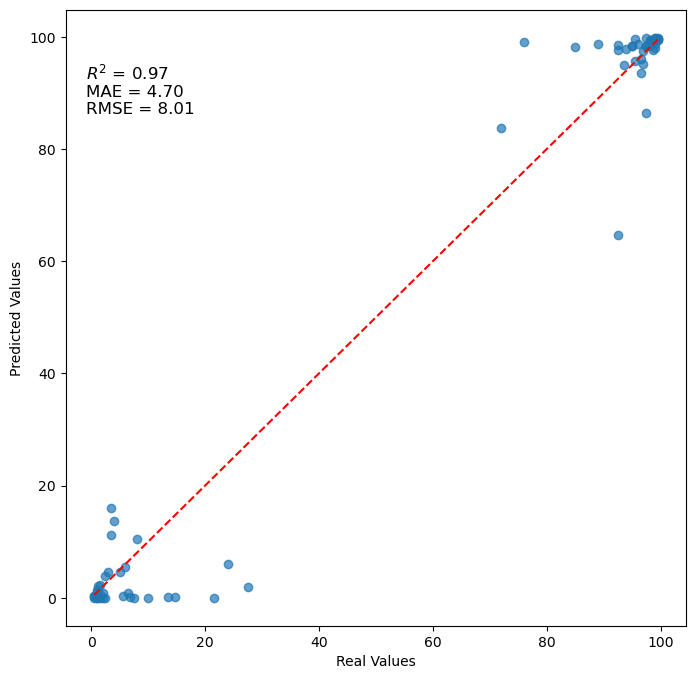 R² = 0.97
MAE = 4.70
RMSE = 8.01
100
80
60
40
20
0
Predicted Values
0 20 40 60 80 100
Real Values